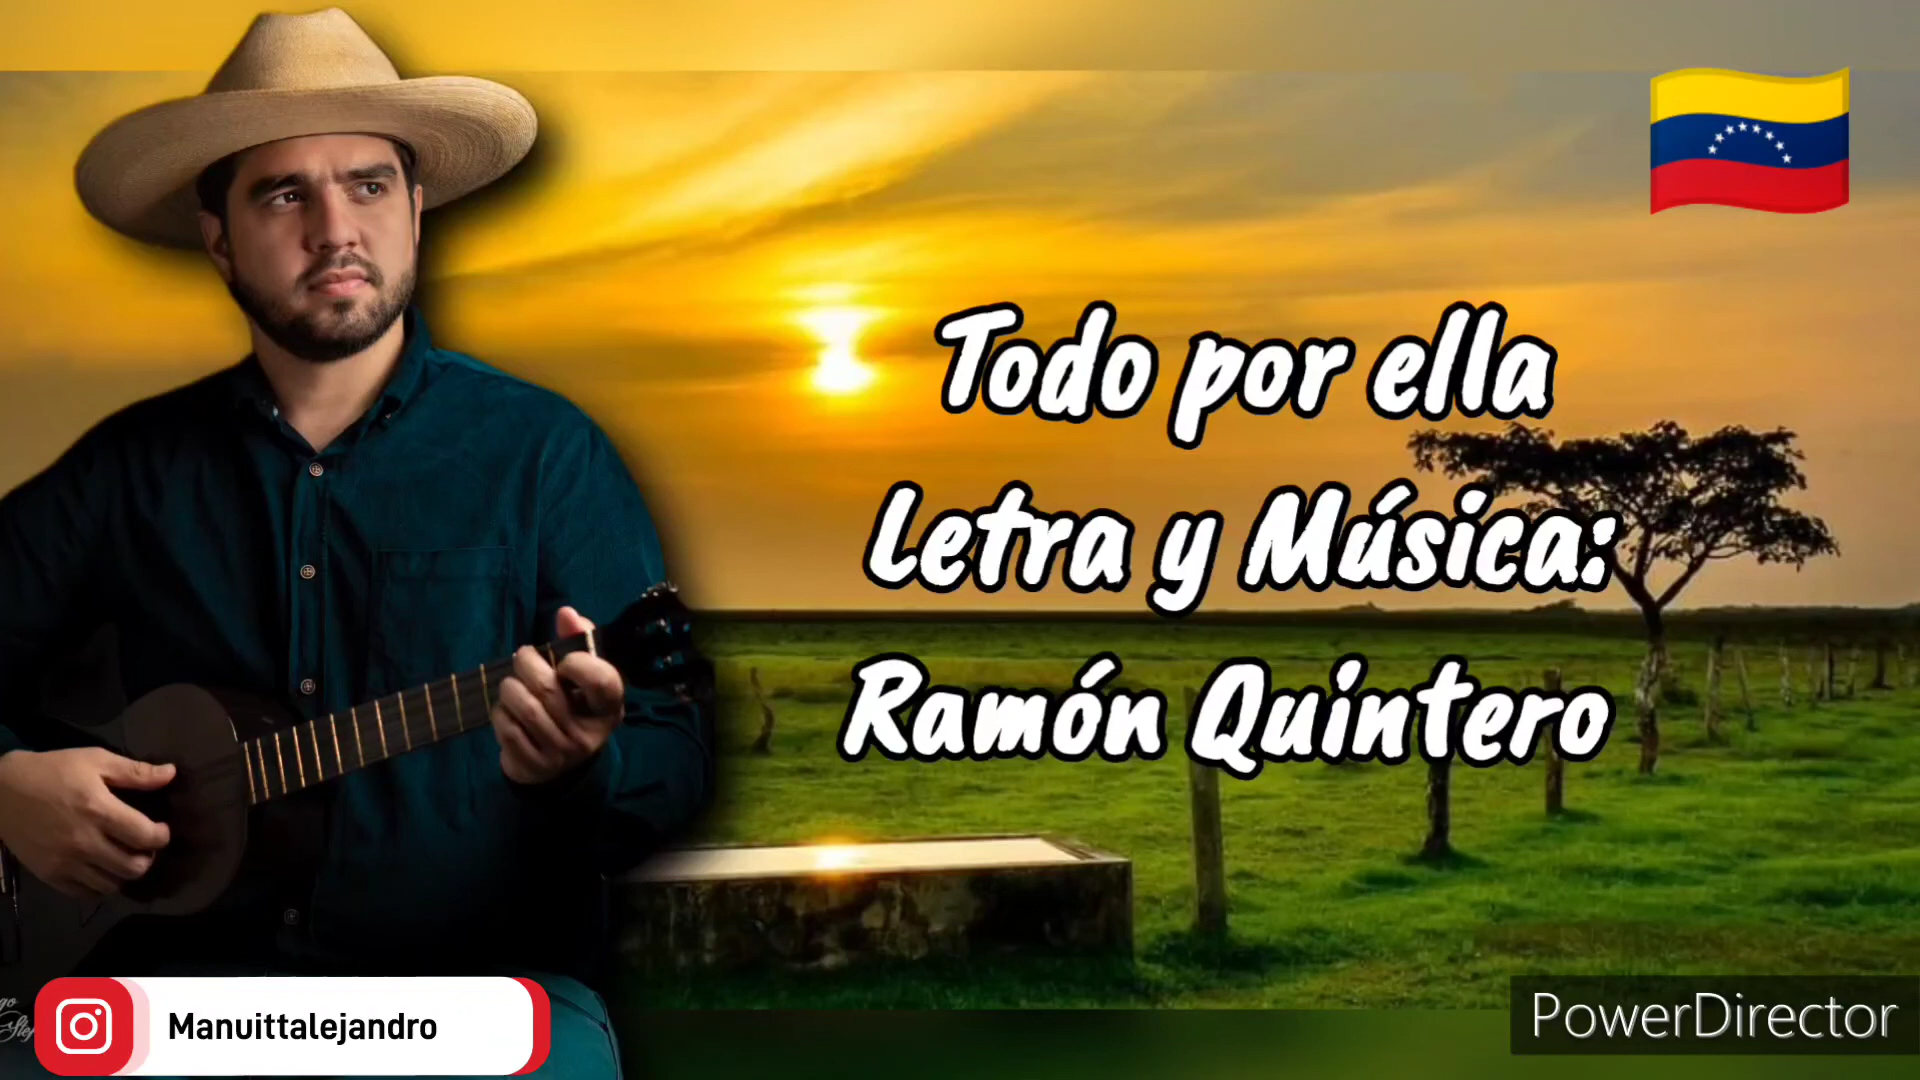 Todo por ella
Letra y Música:
Ramón Quintero
Manuittalejandro
PowerDirector